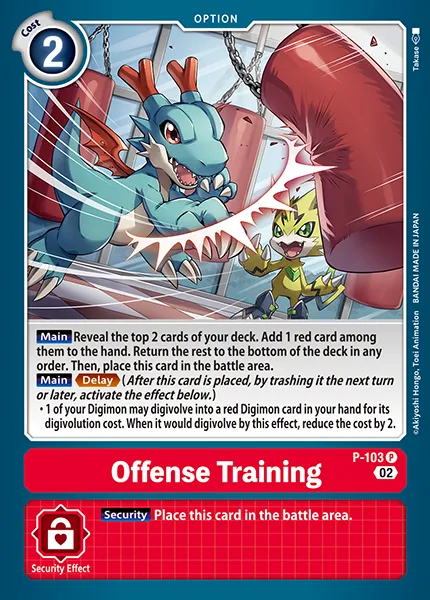 OPTION
Cost
2
Takase
©Akiyoshi Hongo, Toei Animation BANDAI MADE IN JAPAN
Main Reveal the top 2 cards of your deck. Add 1 red card among
them to the hand. Return the rest to the bottom of the deck in any
order. Then, place this card in the battle area.
Main Delay (After this card is placed, by trashing it the next turn
or later, activate the effect below.)
・1 of your Digimon may digivolve into a red Digimon card in your hand for its
digivolution cost. When it would digivolve by this effect, reduce the cost by 2.
P-103 P
Offense Training
02
Security Place this card in the battle area.
Security Effect